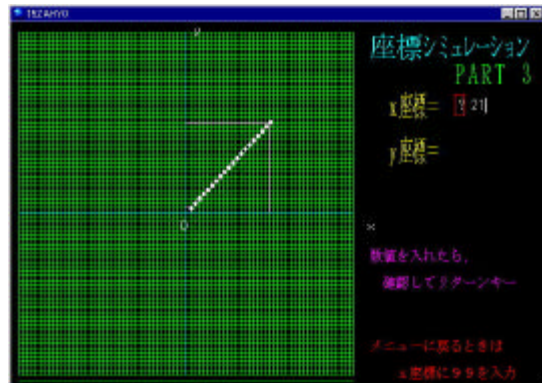 15ZAHYO
y
座標シミュレーション
PART 3
x座標= ? 21
y座標=
O
x
数値を入れたら,
確認してリターンキー
メニューに戻るときは
x座標に99を入力